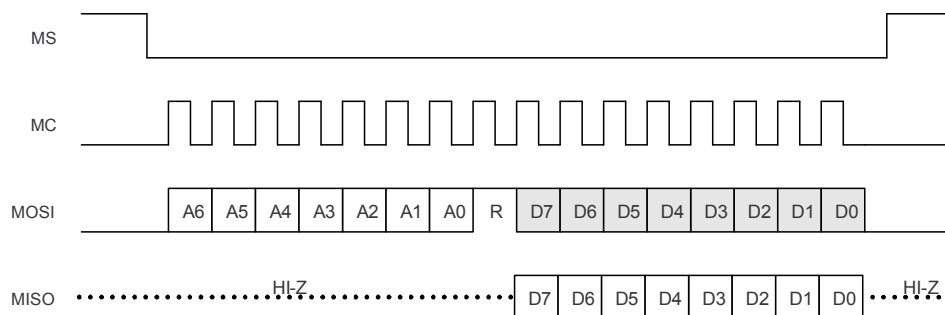 MS
MC
MOSI A6 A5 A4 A3 A2 A1 A0 R D7 D6 D5 D4 D3 D2 D1 D0
HI-Z HI-Z
MISO D7 D6 D5 D4 D3 D2 D1 D0